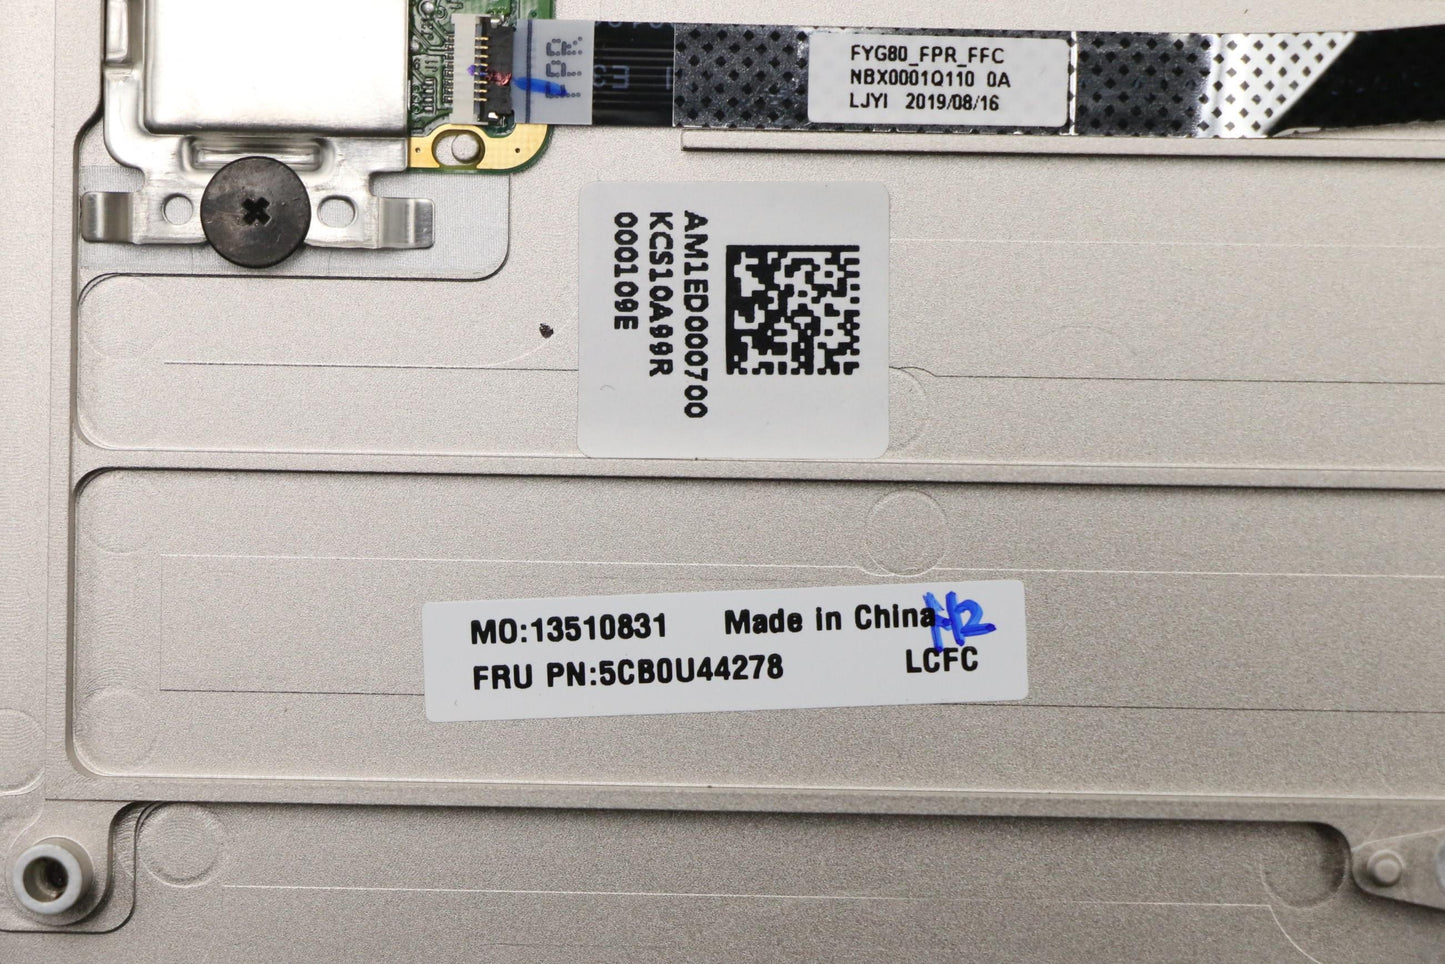 FYG80_FPR_FFC
NBX0001Q110 0A
LJYI 2019/08/16
AM1ED000700
KCS10A99R
000109E
MO:13510831 Made in China
FRU PN:5CB0U44278 LCFC